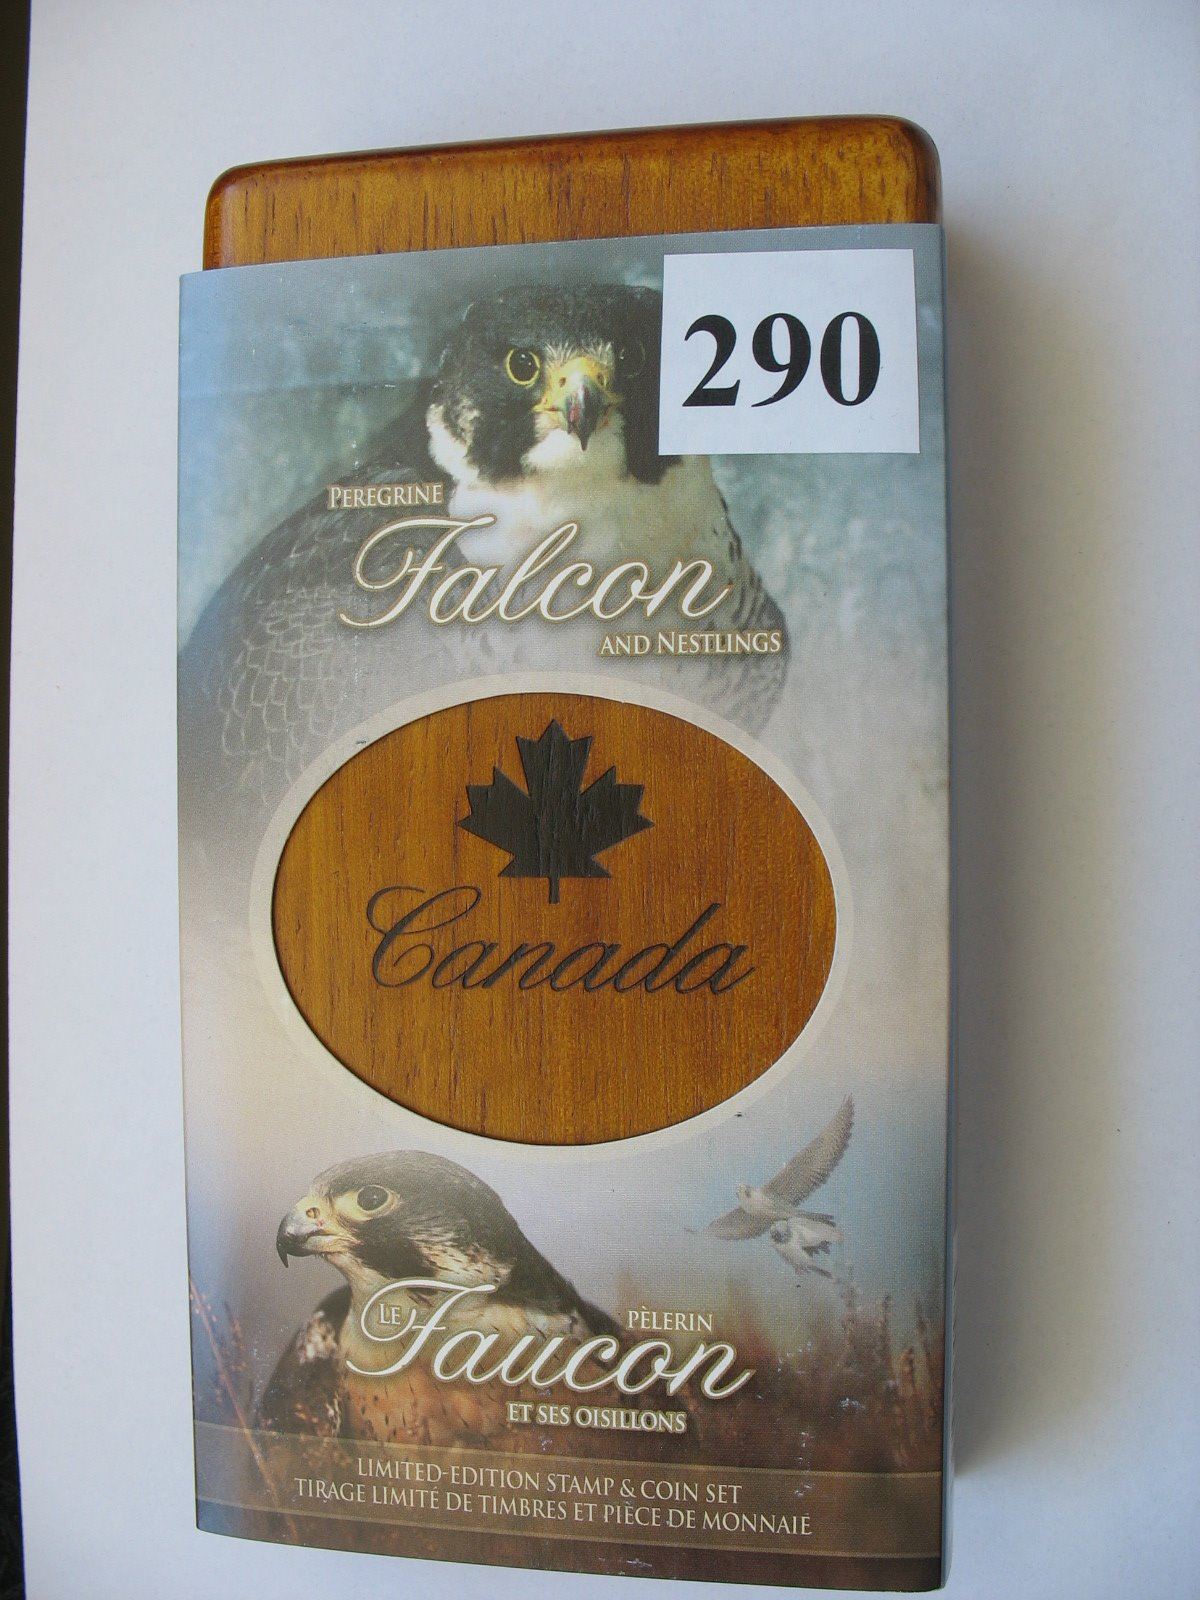 290
PEREGRINE
Falcon
AND NESTLINGS
Canada
LE Faucon PÈLERIN
ET SES OISILLONS
LIMITED-EDITION STAMP & COIN SET
TIRAGE LIMITÉ DE TIMBRES ET PIÈCE DE MONNAIE